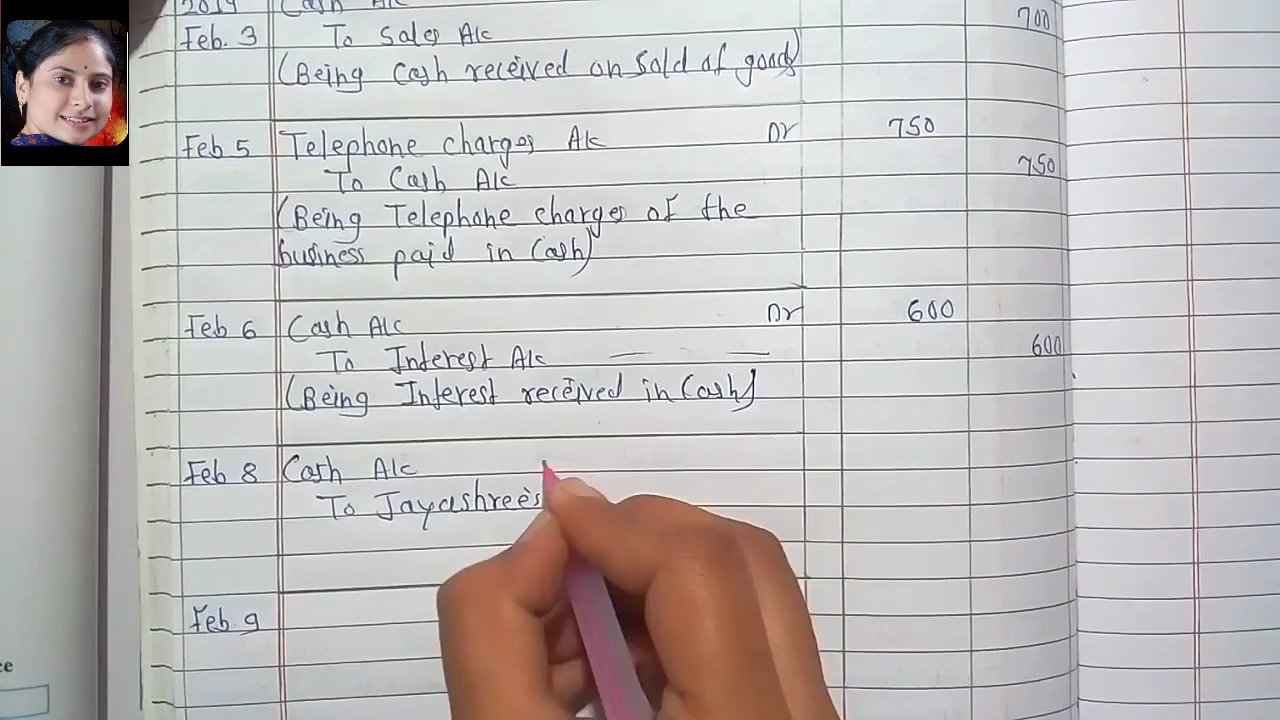 2019 Cash A/c
Feb. 3 To Sales A/c 700
(Being Cash received on Sold of goods)
Feb 5 Telephone charges A/c Dr 750
To Cash A/c 750
(Being Telephone charges of the
business paid in Cash)
Feb 6 Cash A/c Dr 600
To Interest A/c 600
(Being Interest received in Cash)
Feb 8 Cash A/c
To Jayashree's
Feb 9